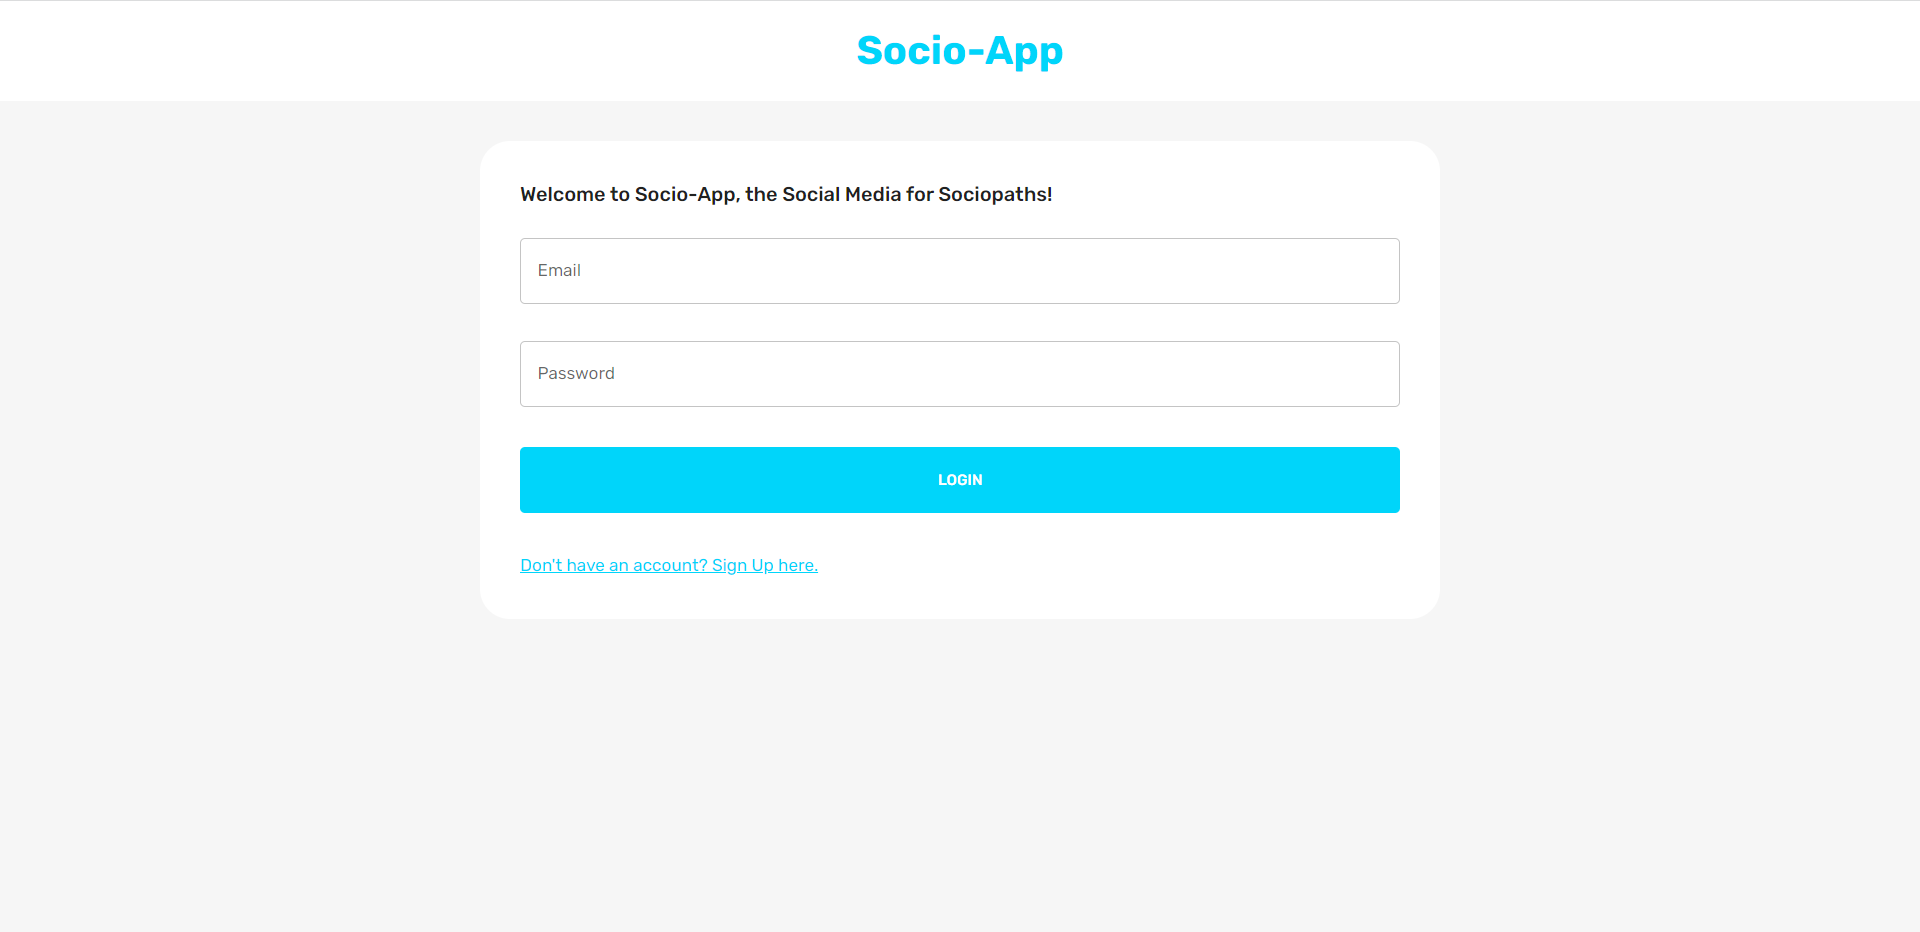 Socio-App
Welcome to Socio-App, the Social Media for Sociopaths!
Email
Password
LOGIN
Don't have an account? Sign Up here.